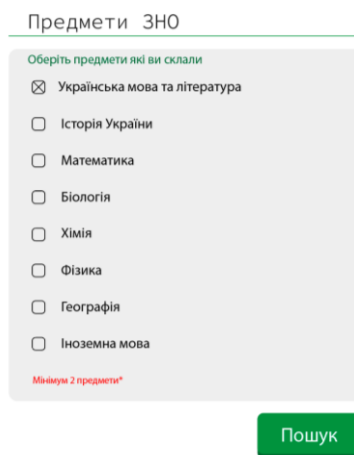 Предмети ЗНО
Оберіть предмети які ви склали
Українська мова та література
Історія України
Математика
Біологія
Хімія
Фізика
Географія
Іноземна мова
Мінімум 2 предмети*
Пошук